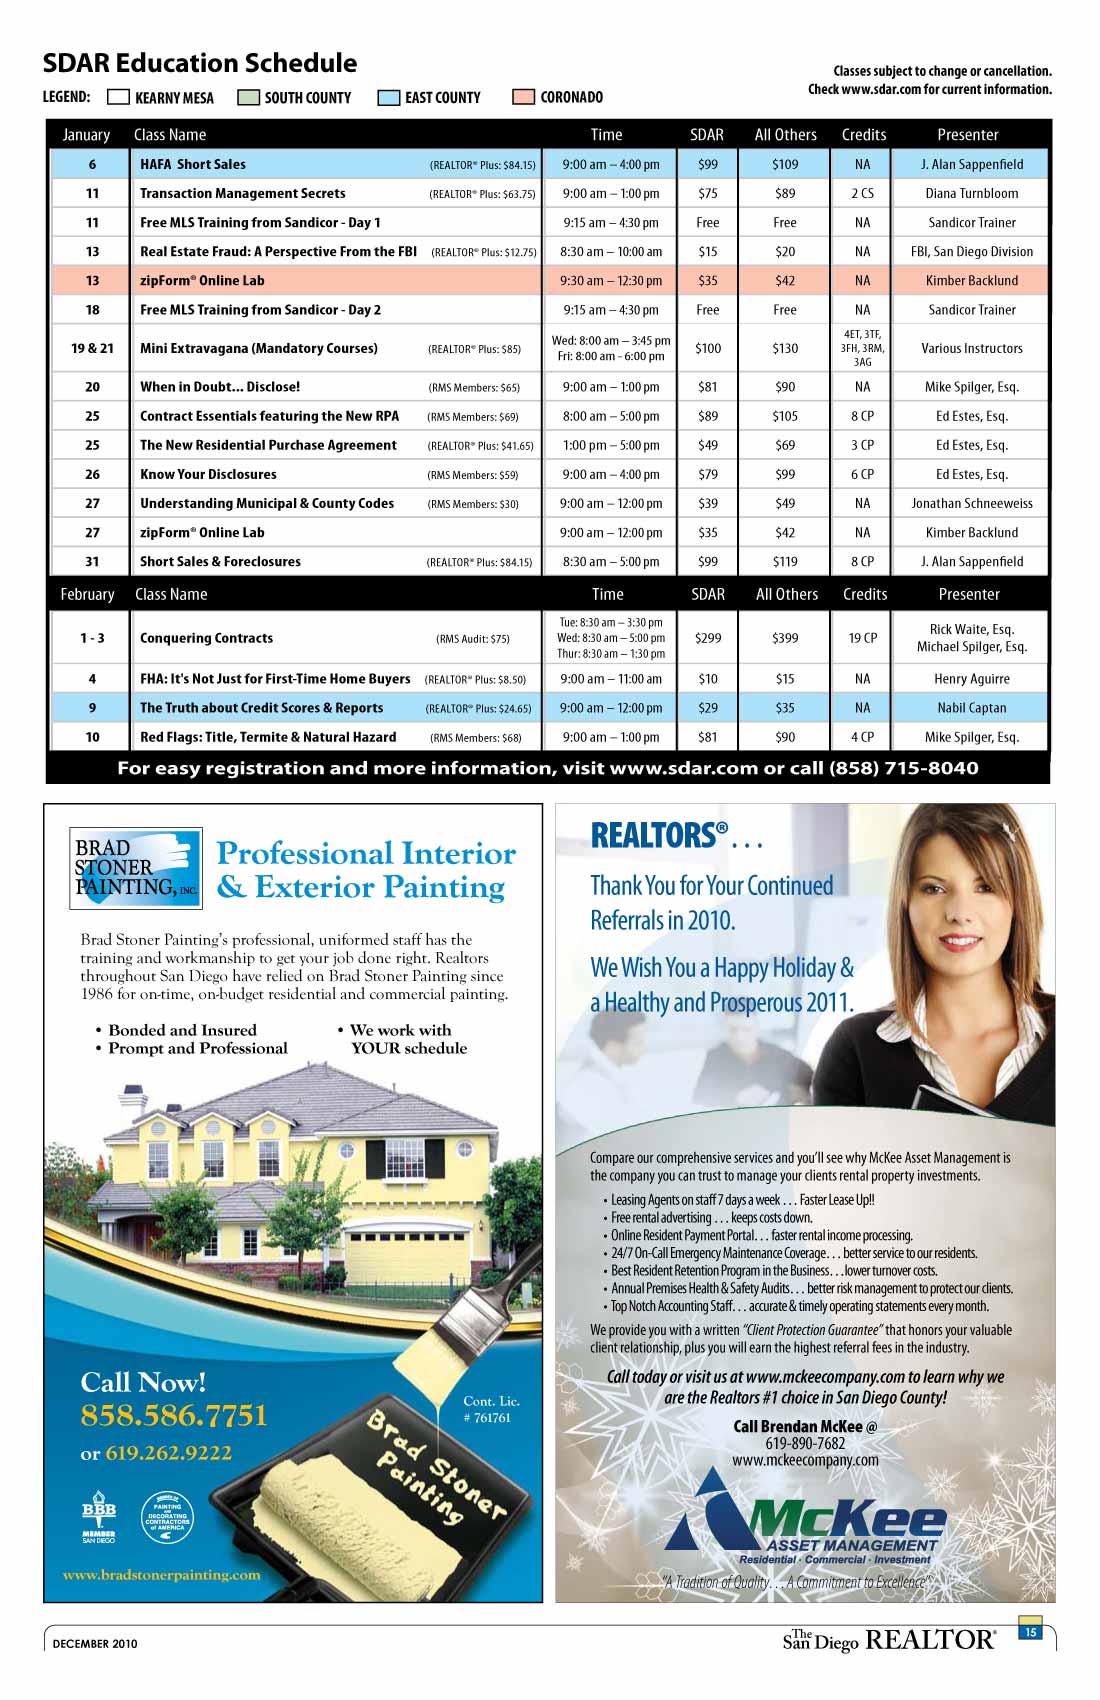 SDAR Education Schedule
Classes subject to change or cancellation.
Check www.sdar.com for current information.
LEGEND: KEARNY MESA SOUTH COUNTY EAST COUNTY CORONADO
January Class Name Time SDAR All Others Credits Presenter
6 HAFA Short Sales (REALTOR® Plus: $84.15) 9:00 am – 4:00 pm $99 $109 NA J. Alan Sappenfield
11 Transaction Management Secrets (REALTOR® Plus: $63.75) 9:00 am – 1:00 pm $75 $89 2 CS Diana Turnbloom
11 Free MLS Training from Sandicor - Day 1 9:15 am – 4:30 pm Free Free NA Sandicor Trainer
13 Real Estate Fraud: A Perspective From the FBI (REALTOR® Plus: $12.75) 8:30 am – 10:00 am $15 $20 NA FBI, San Diego Division
13 zipForm® Online Lab 9:30 am – 12:30 pm $35 $42 NA Kimber Backlund
18 Free MLS Training from Sandicor - Day 2 9:15 am – 4:30 pm Free Free NA Sandicor Trainer
19 & 21 Mini Extravagana (Mandatory Courses) (REALTOR® Plus: $85) Wed: 8:00 am – 3:45 pm
Fri: 8:00 am - 6:00 pm $100 $130 4ET, 3TF,
3FH, 3RM,
3AG Various Instructors
20 When in Doubt... Disclose! (RMS Members: $65) 9:00 am – 1:00 pm $81 $90 NA Mike Spilger, Esq.
25 Contract Essentials featuring the New RPA (RMS Members: $69) 8:00 am – 5:00 pm $89 $105 8 CP Ed Estes, Esq.
25 The New Residential Purchase Agreement (REALTOR® Plus: $41.65) 1:00 pm – 5:00 pm $49 $69 3 CP Ed Estes, Esq.
26 Know Your Disclosures (RMS Members: $59) 9:00 am – 4:00 pm $79 $99 6 CP Ed Estes, Esq.
27 Understanding Municipal & County Codes (RMS Members: $30) 9:00 am – 12:00 pm $39 $49 NA Jonathan Schneeweiss
27 zipForm® Online Lab 9:00 am – 12:00 pm $35 $42 NA Kimber Backlund
31 Short Sales & Foreclosures (REALTOR® Plus: $84.15) 8:30 am – 5:00 pm $99 $119 8 CP J. Alan Sappenfield
February Class Name Time SDAR All Others Credits Presenter
1 - 3 Conquering Contracts (RMS Audit: $75) Tue: 8:30 am – 3:30 pm
Wed: 8:30 am – 5:00 pm
Thur: 8:30 am – 1:30 pm $299 $399 19 CP Rick Waite, Esq.
Michael Spilger, Esq.
4 FHA: It's Not Just for First-Time Home Buyers (REALTOR® Plus: $8.50) 9:00 am – 11:00 am $10 $15 NA Henry Aguirre
9 The Truth about Credit Scores & Reports (REALTOR® Plus: $24.65) 9:00 am – 12:00 pm $29 $35 NA Nabil Captan
10 Red Flags: Title, Termite & Natural Hazard (RMS Members: $68) 9:00 am – 1:00 pm $81 $90 4 CP Mike Spilger, Esq.
For easy registration and more information, visit www.sdar.com or call (858) 715-8040
BRAD
STONER
PAINTING, INC.
Professional Interior
& Exterior Painting
Brad Stoner Painting's professional, uniformed staff has the
training and workmanship to get your job done right. Realtors
throughout San Diego have relied on Brad Stoner Painting since
1986 for on-time, on-budget residential and commercial painting.
• Bonded and Insured
• Prompt and Professional
• We work with
YOUR schedule
Call Now!
858.586.7751
or 619.262.9222
Cont. Lic.
# 761761
Brad Stoner
Painting
BBB
MEMBER
SAN DIEGO
PAINTING
DECORATING
CONTRACTORS
of AMERICA
www.bradstonerpainting.com
REALTORS® . . .
Thank You for Your Continued
Referrals in 2010.
We Wish You a Happy Holiday &
a Healthy and Prosperous 2011.
Compare our comprehensive services and you'll see why McKee Asset Management is
the company you can trust to manage your clients rental property investments.
• Leasing Agents on staff 7 days a week . . . Faster Lease Up!!
• Free rental advertising . . . keeps costs down.
• Online Resident Payment Portal. . . faster rental income processing.
• 24/7 On-Call Emergency Maintenance Coverage. . . better service to our residents.
• Best Resident Retention Program in the Business. . . lower turnover costs.
• Annual Premises Health & Safety Audits. . . better risk management to protect our clients.
• Top Notch Accounting Staff. . . accurate & timely operating statements every month.
We provide you with a written "Client Protection Guarantee" that honors your valuable
client relationship, plus you will earn the highest referral fees in the industry.
Call today or visit us at www.mckeecompany.com to learn why we
are the Realtors #1 choice in San Diego County!
Call Brendan McKee @
619-890-7682
www.mckeecompany.com
McKee
ASSET MANAGEMENT
Residential · Commercial · Investment
"A Tradition of Quality. . . A Commitment to Excellence"
DECEMBER 2010
The
San Diego REALTOR®
15